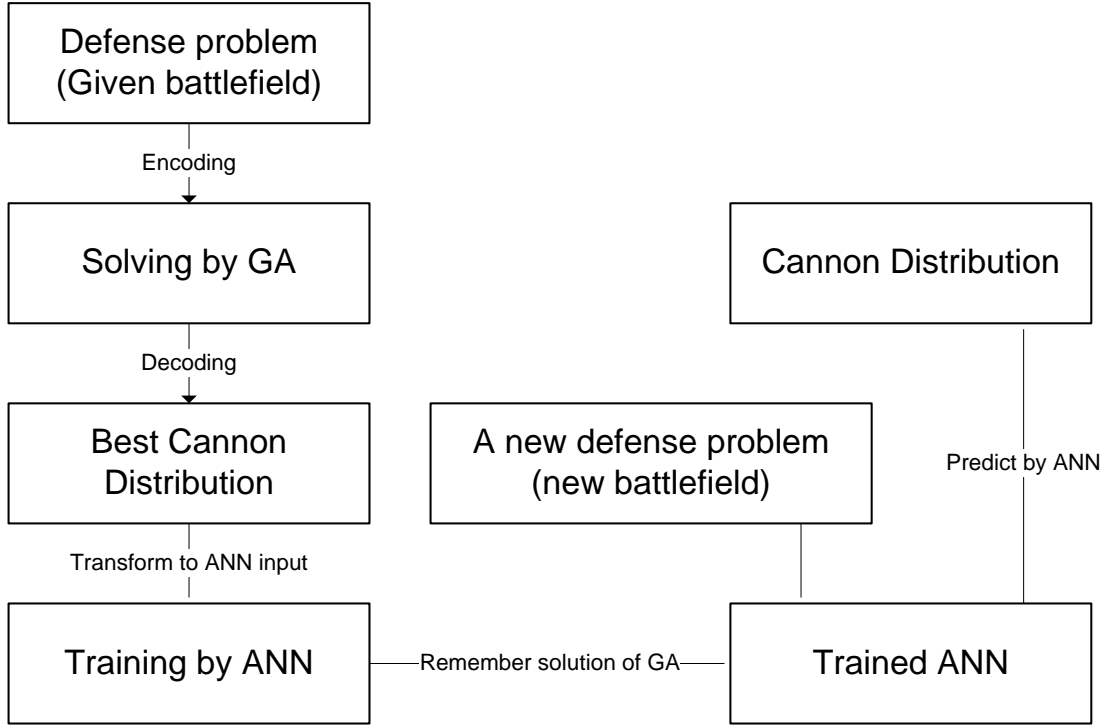 Defense problem
(Given battlefield)
Encoding
Solving by GA
Cannon Distribution
Decoding
Best Cannon
Distribution
A new defense problem
(new battlefield)
Predict by ANN
Transform to ANN input
Training by ANN
Remember solution of GA
Trained ANN